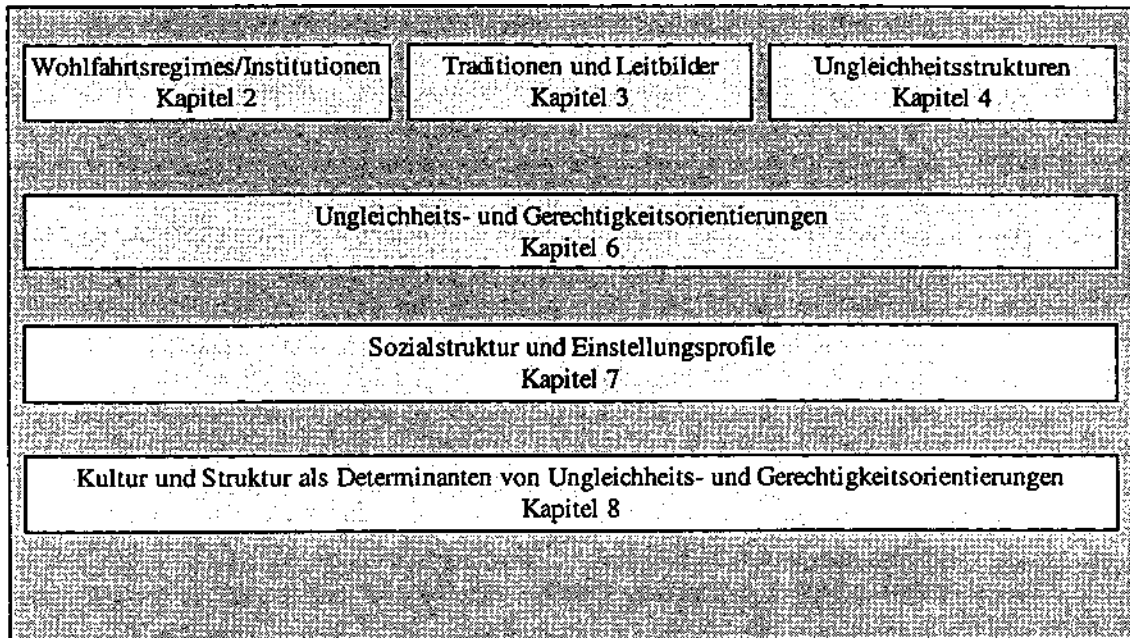 Wohlfahrtsregimes/Institutionen
Kapitel 2
Traditionen und Leitbilder
Kapitel 3
Ungleichheitsstrukturen
Kapitel 4
Ungleichheits- und Gerechtigkeitsorientierungen
Kapitel 6
Sozialstruktur und Einstellungsprofile
Kapitel 7
Kultur und Struktur als Determinanten von Ungleichheits- und Gerechtigkeitsorientierungen
Kapitel 8